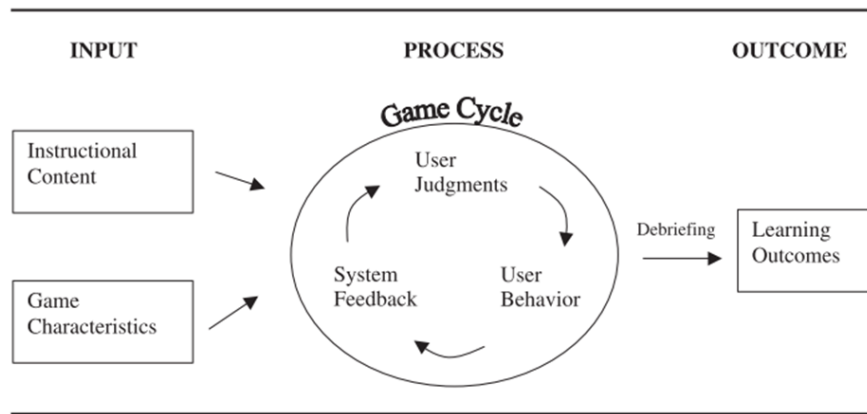 INPUT
PROCESS
OUTCOME
Game Cycle
Instructional
Content
Game
Characteristics
User
Judgments
User
Behavior
System
Feedback
Debriefing
Learning
Outcomes